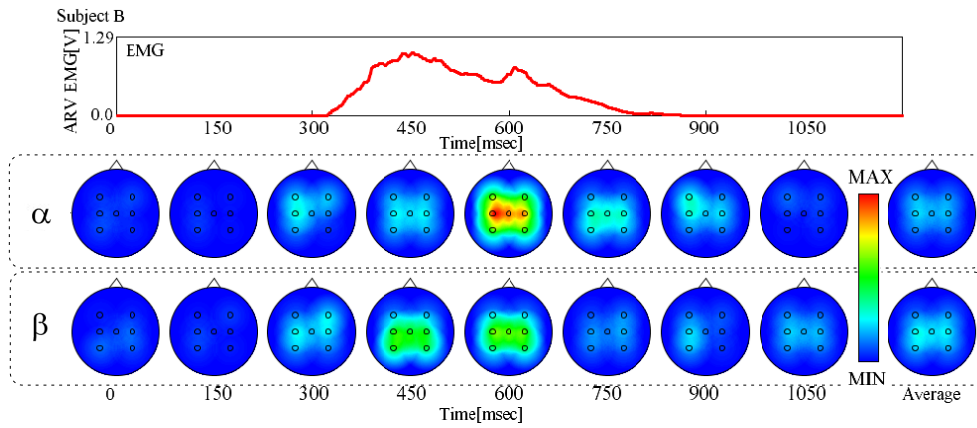 Subject B
1.29
EMG
ARV EMG[V]
0.0
0 150 300 450 600 750 900 1050
Time[msec]
α
MAX
β
MIN
0 150 300 450 600 750 900 1050 Average
Time[msec]